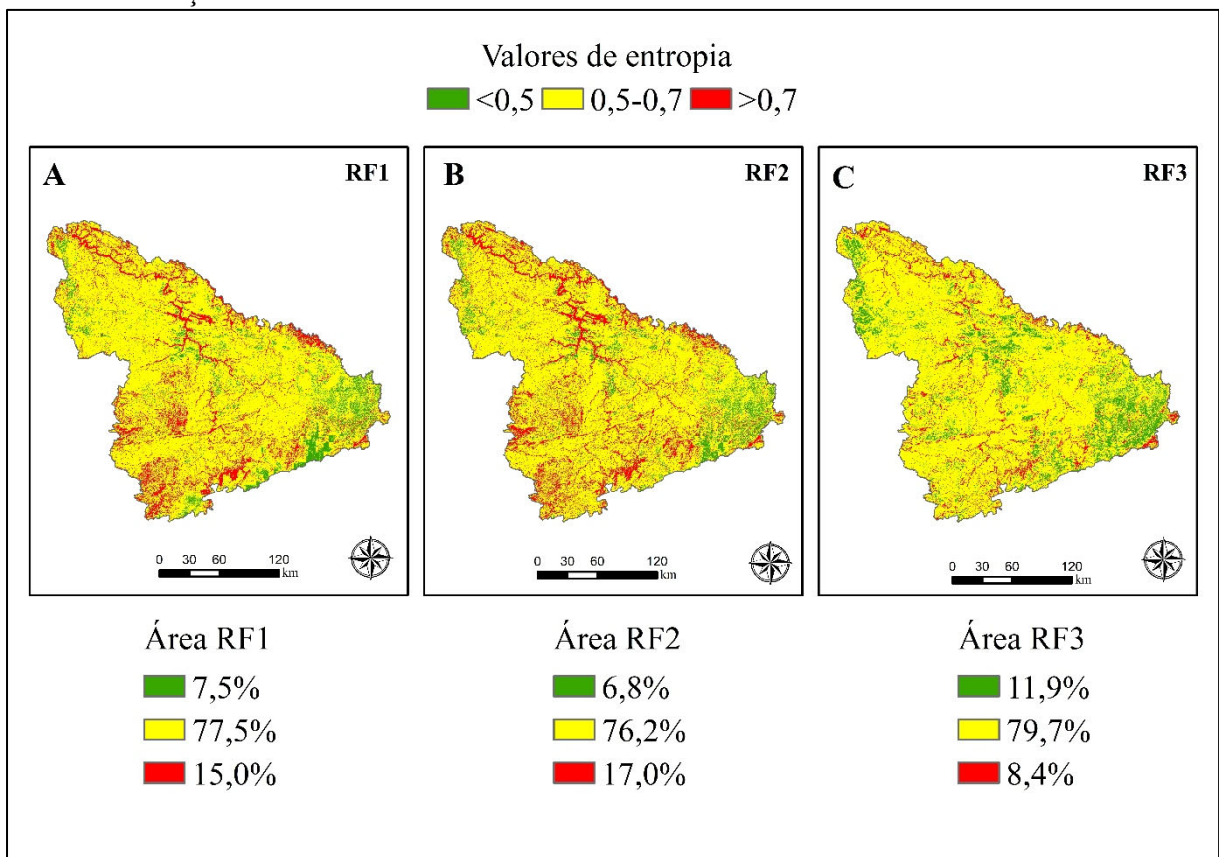 Valores de entropia
<0,5 0,5-0,7 >0,7
A RF1
0 30 60 120
km
B RF2
0 30 60 120
km
C RF3
0 30 60 120
km
Área RF1
7,5%
77,5%
15,0%
Área RF2
6,8%
76,2%
17,0%
Área RF3
11,9%
79,7%
8,4%